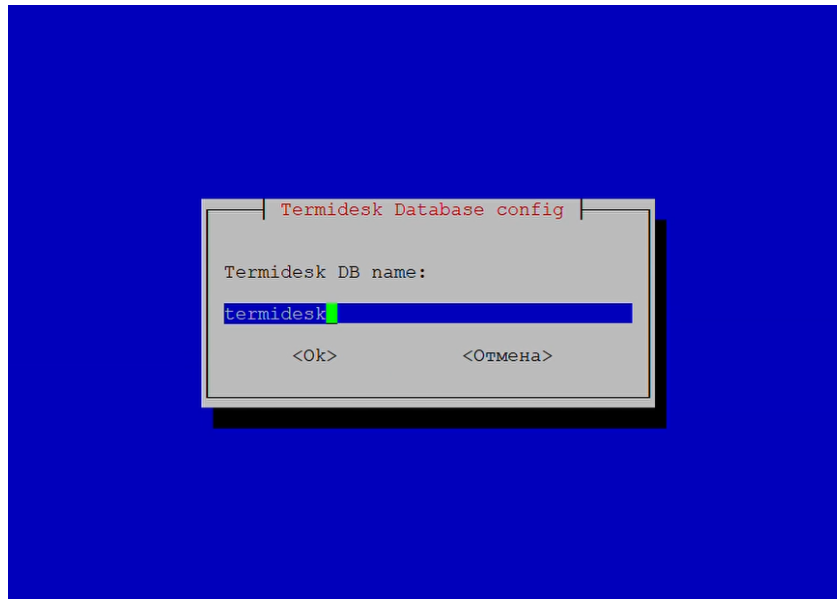 Termidesk Database config
Termidesk DB name:
termidesk
<Ok> <Отмена>